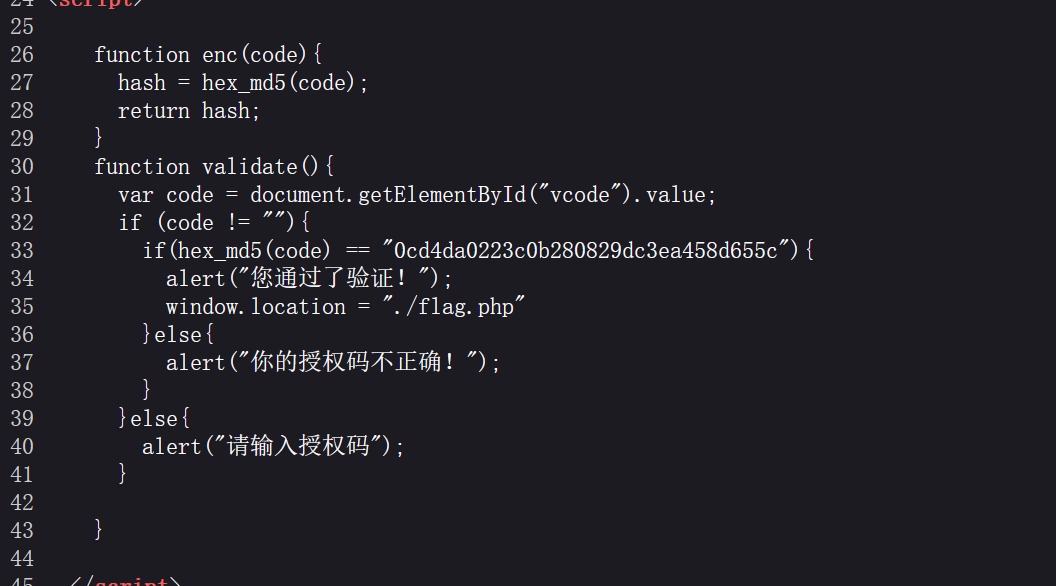 24 <script>
25
26 function enc(code){
27 hash = hex_md5(code);
28 return hash;
29 }
30 function validate(){
31 var code = document.getElementById("vcode").value;
32 if (code != ""){
33 if(hex_md5(code) == "0cd4da0223c0b280829dc3ea458d655c"){
34 alert("您通过了验证！");
35 window.location = "./flag.php"
36 }else{
37 alert("你的授权码不正确！");
38 }
39 }else{
40 alert("请输入授权码");
41 }
42
43 }
44
45 </script>